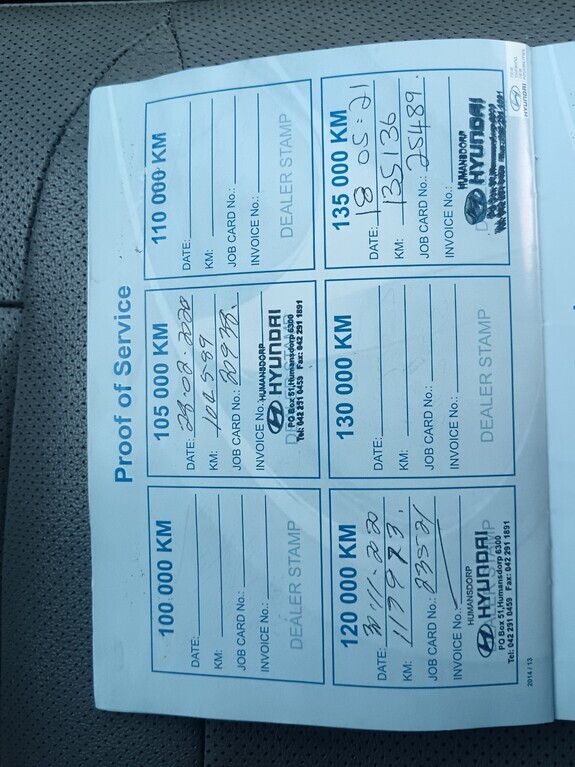 Proof of Service
100 000 KM
DATE:
KM:
JOB CARD No.:
INVOICE No.:
DEALER STAMP
105 000 KM
DATE: 23.02.2020
KM: 104589
JOB CARD No.: 20938.
INVOICE No.:
HUMANSDORP
HYUNDAI
PO Box 51, Humansdorp 6300
Tel: 042 291 0459 Fax: 042 291 1891
110 000 KM
DATE:
KM:
JOB CARD No.:
INVOICE No.:
DEALER STAMP
120 000 KM
DATE: 30.11.2020
KM: 117973.
JOB CARD No.: 23521
INVOICE No.:
HUMANSDORP
HYUNDAI
PO Box 51, Humansdorp 6300
Tel: 042 291 0459 Fax: 042 291 1891
130 000 KM
DATE:
KM:
JOB CARD No.:
INVOICE No.:
DEALER STAMP
135 000 KM
DATE: 18 05:21
KM: 135136
JOB CARD No.: 25489.
INVOICE No.:
HUMANSDORP
HYUNDAI
2014 / 13
HYUNDAI